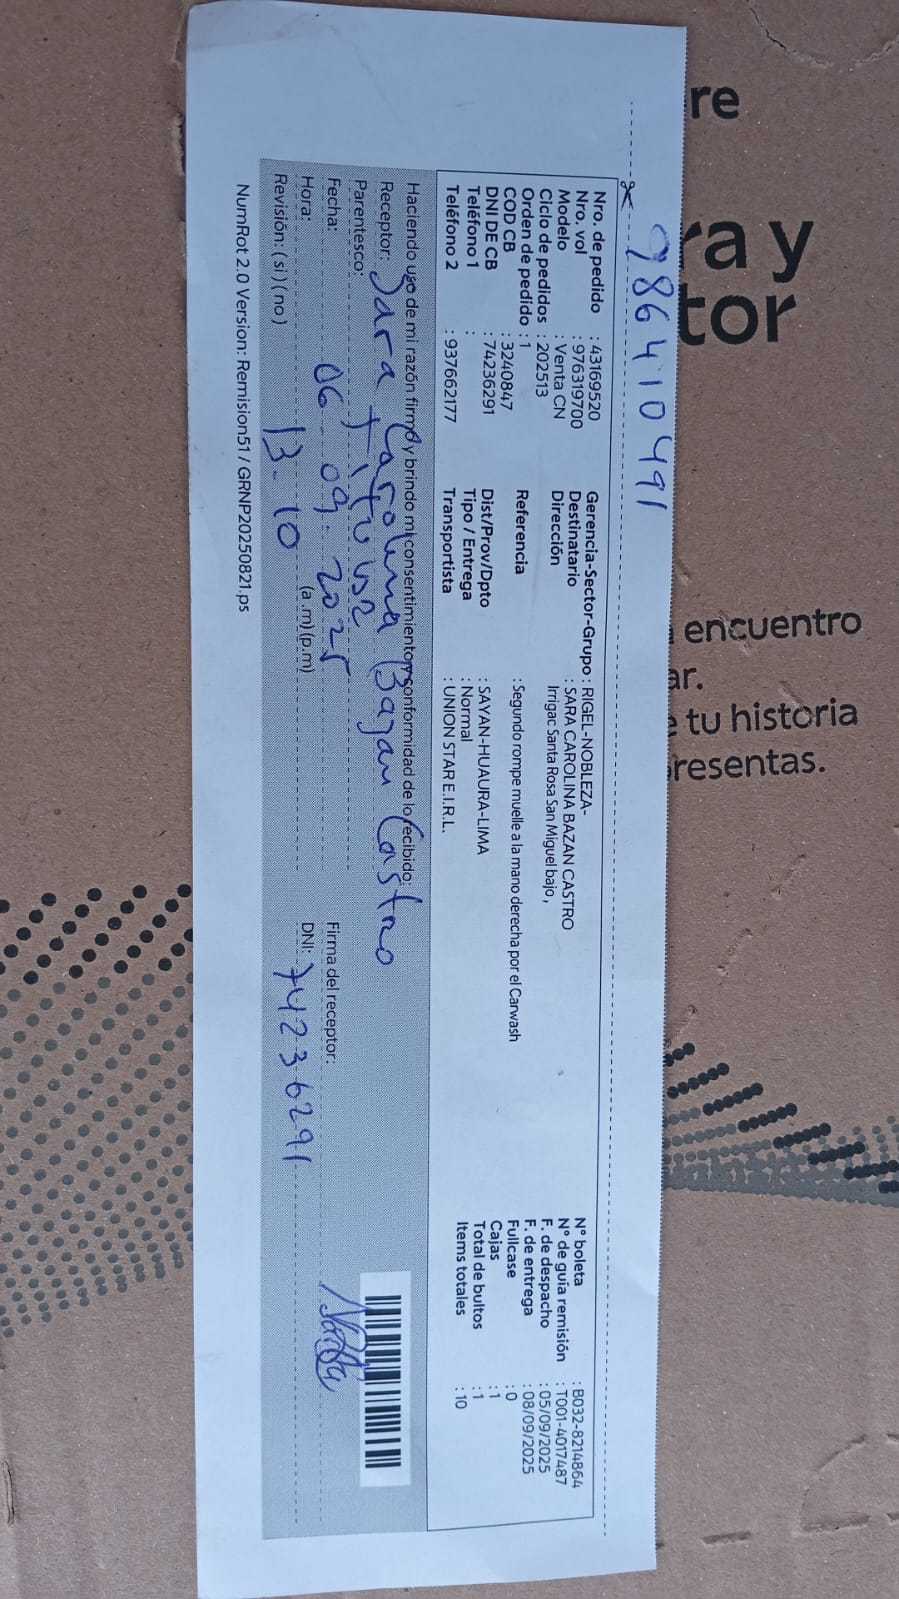 986410491
Nro. de pedido : 43169520
Nro. vol : 976319700
Modelo : Venta CN
Ciclo de pedidos : 202513
Orden de pedido : 1
COD CB : 3240847
DNI DE CB : 74236291
Teléfono 1 :
Teléfono 2 : 937662177
Gerencia-Sector-Grupo : RIGEL-NOBLEZA-
Destinatario : SARA CAROLINA BAZAN CASTRO
Dirección Irrigac Santa Rosa San Miguel bajo,
Referencia : Segundo rompe muelle a la mano derecha por el Carwash
Dist/Prov/Dpto : SAYAN-HUAURA-LIMA
Tipo / Entrega : Normal
Transportista : UNION STAR E.I.R.L.
N° boleta : B032-8214864
N° de guía remisión : T001-4017487
F. de despacho : 05/09/2025
F. de entrega : 08/09/2025
Fullcase : 0
Cajas : 1
Total de bultos : 1
Items totales : 10
Haciendo uso de mi razón firmo y brindo mi consentimiento y conformidad de lo recibido:
Receptor: Sara Carolina Bazan Castro
Parentesco: Titular
Fecha: 06 09. 2025
Hora: 13-10 (a.m) (p.m)
Revisión: ( si ) ( no )
Firma del receptor:
DNI: 74236291
NumRot 2.0 Version: Remision51 / GRNP20250821.ps
re
ra y
tor
encuentro
ar.
tu historia
resentas.